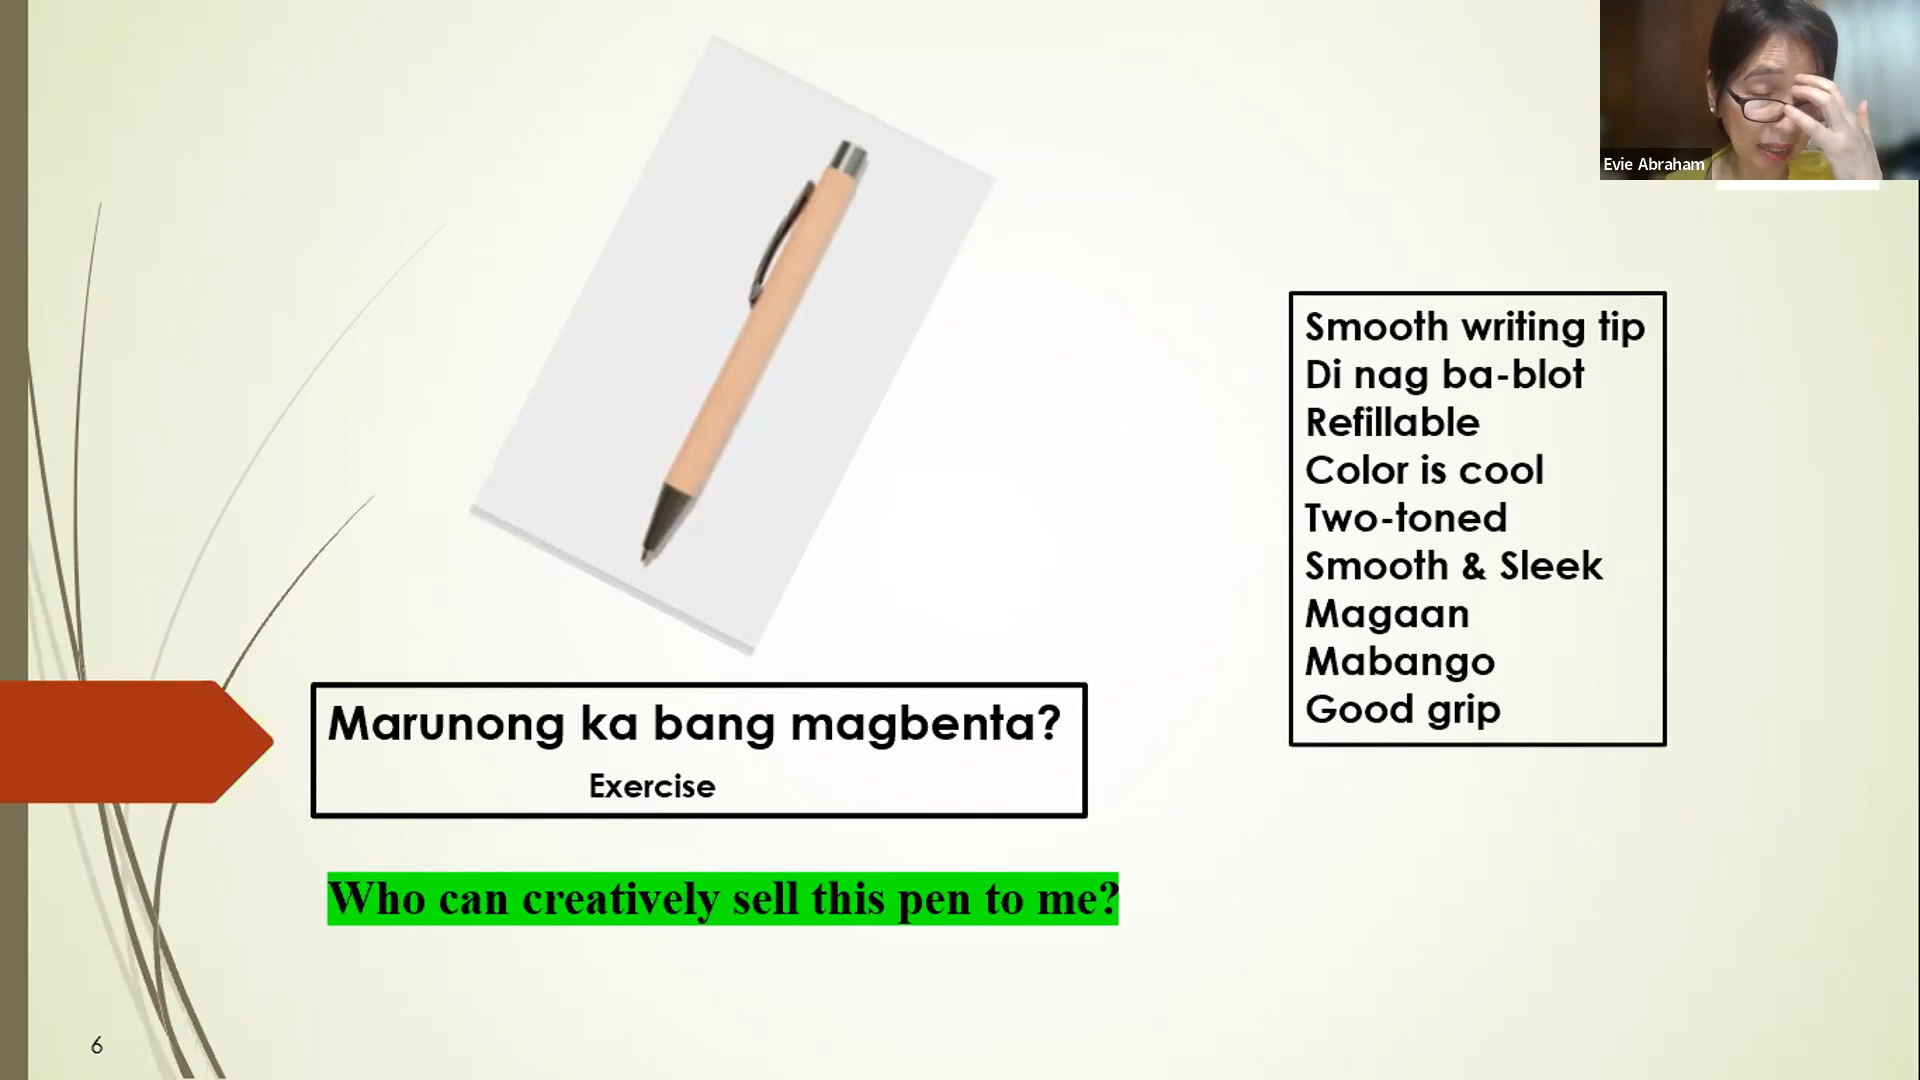 Evie Abraham
Smooth writing tip
Di nag ba-blot
Refillable
Color is cool
Two-toned
Smooth & Sleek
Magaan
Mabango
Good grip
Marunong ka bang magbenta?
Exercise
Who can creatively sell this pen to me?
6